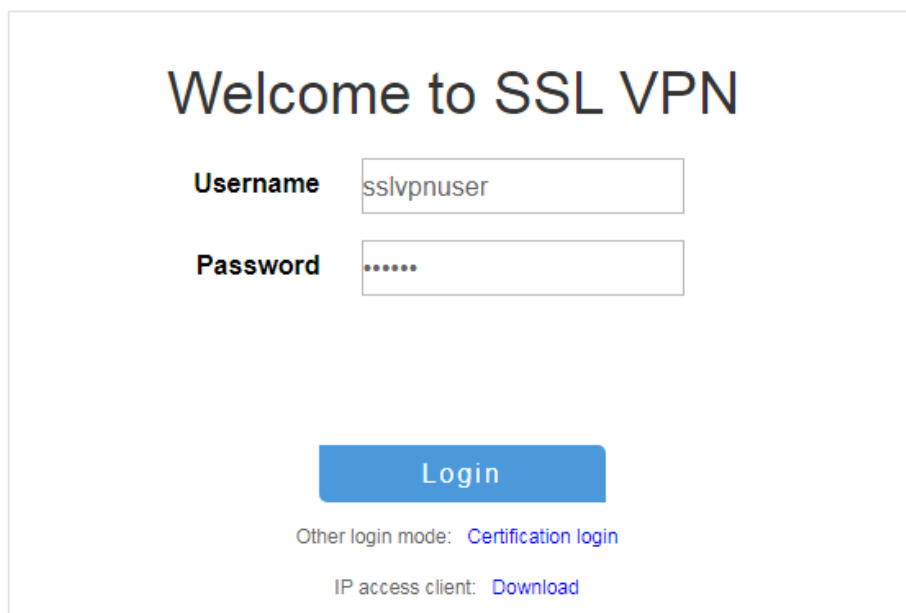 Welcome to SSL VPN
Username sslvpnuser
Password ••••••
Login
Other login mode: Certification login
IP access client: Download